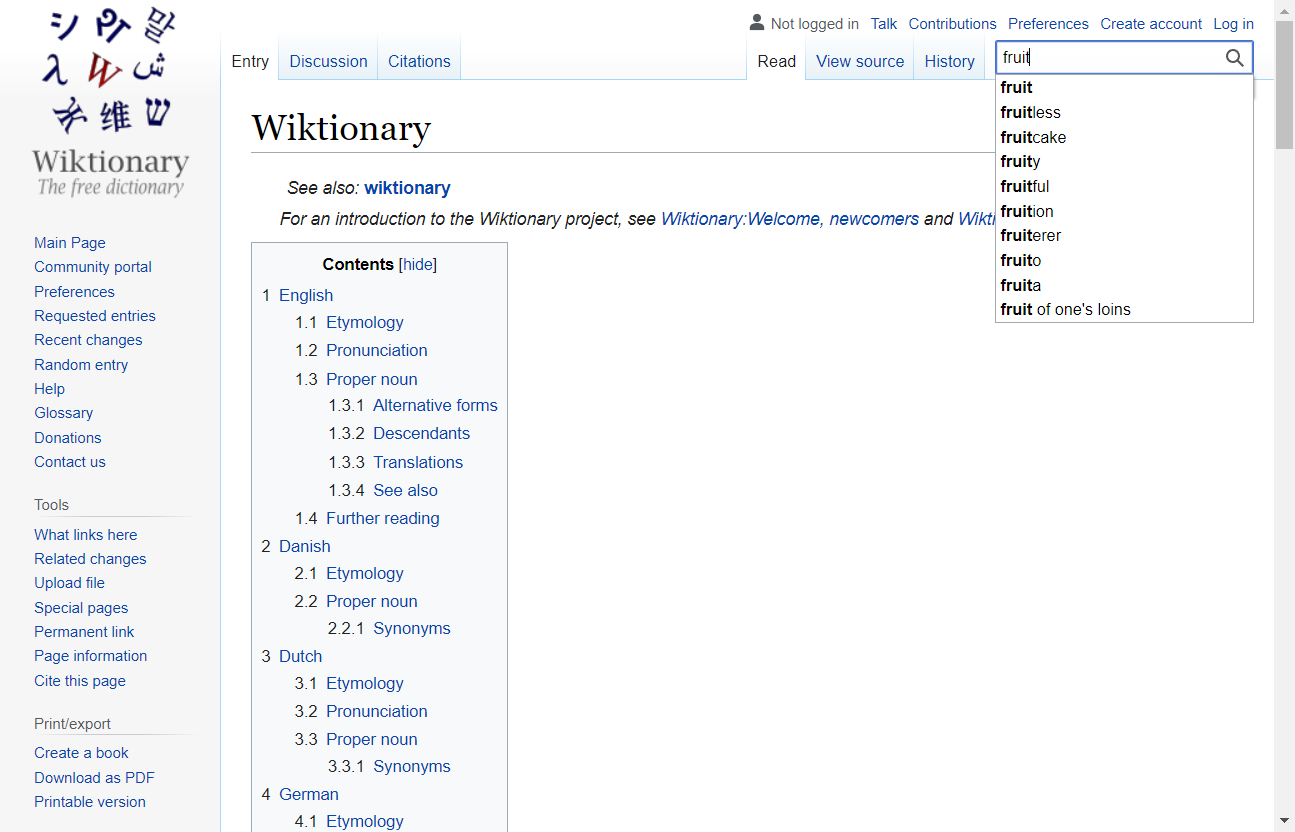 Not logged in Talk Contributions Preferences Create account Log in
Entry Discussion Citations Read View source History fruit
fruit
fruitless
fruitcake
fruity
fruitful
fruition
fruiterer
fruito
fruita
fruit of one's loins
シ
அ
말
λ
W
ش
维
ש
Wiktionary
The free dictionary
Main Page
Community portal
Preferences
Requested entries
Recent changes
Random entry
Help
Glossary
Donations
Contact us
Tools
What links here
Related changes
Upload file
Special pages
Permanent link
Page information
Cite this page
Print/export
Create a book
Download as PDF
Printable version
Wiktionary
See also: wiktionary
For an introduction to the Wiktionary project, see Wiktionary:Welcome, newcomers and
Contents [hide]
1 English
1.1 Etymology
1.2 Pronunciation
1.3 Proper noun
1.3.1 Alternative forms
1.3.2 Descendants
1.3.3 Translations
1.3.4 See also
1.4 Further reading
2 Danish
2.1 Etymology
2.2 Proper noun
2.2.1 Synonyms
3 Dutch
3.1 Etymology
3.2 Pronunciation
3.3 Proper noun
3.3.1 Synonyms
4 German
4.1 Etymology